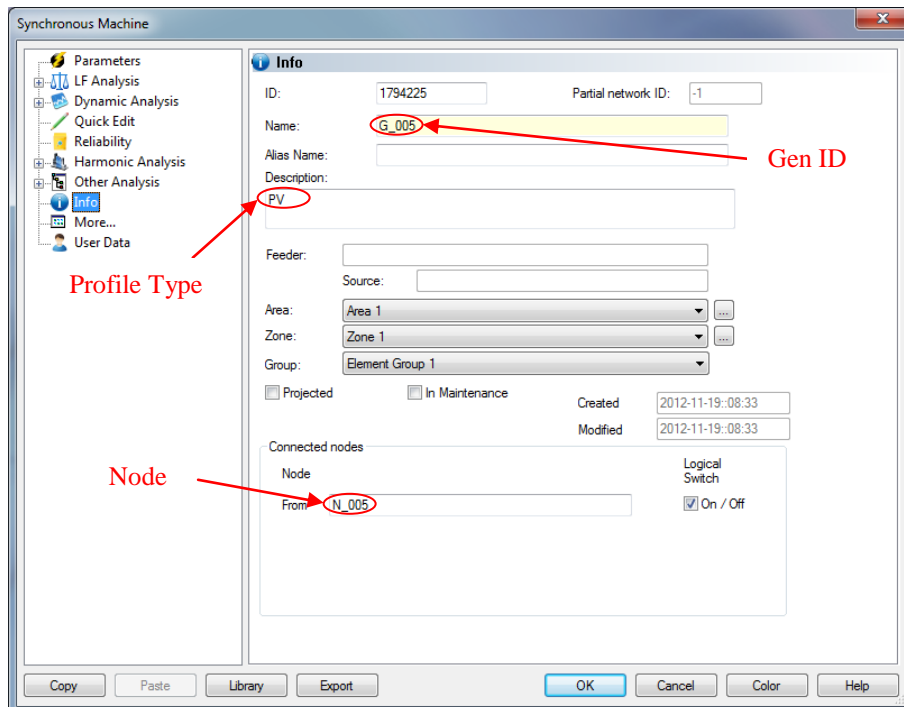 Synchronous Machine
Parameters
LF Analysis
Dynamic Analysis
Quick Edit
Reliability
Harmonic Analysis
Other Analysis
Info
More...
User Data
Profile Type
Node
Info
ID: 1794225 Partial network ID: -1
Name: G_005
Gen ID
Alias Name:
Description:
PV
Feeder:
Source:
Area: Area 1 ...
Zone: Zone 1 ...
Group: Element Group 1
Projected In Maintenance
Created 2012-11-19::08:33
Modified 2012-11-19::08:33
Connected nodes
Node Logical
Switch
From N_005 On / Off
Copy Paste Library Export OK Cancel Color Help